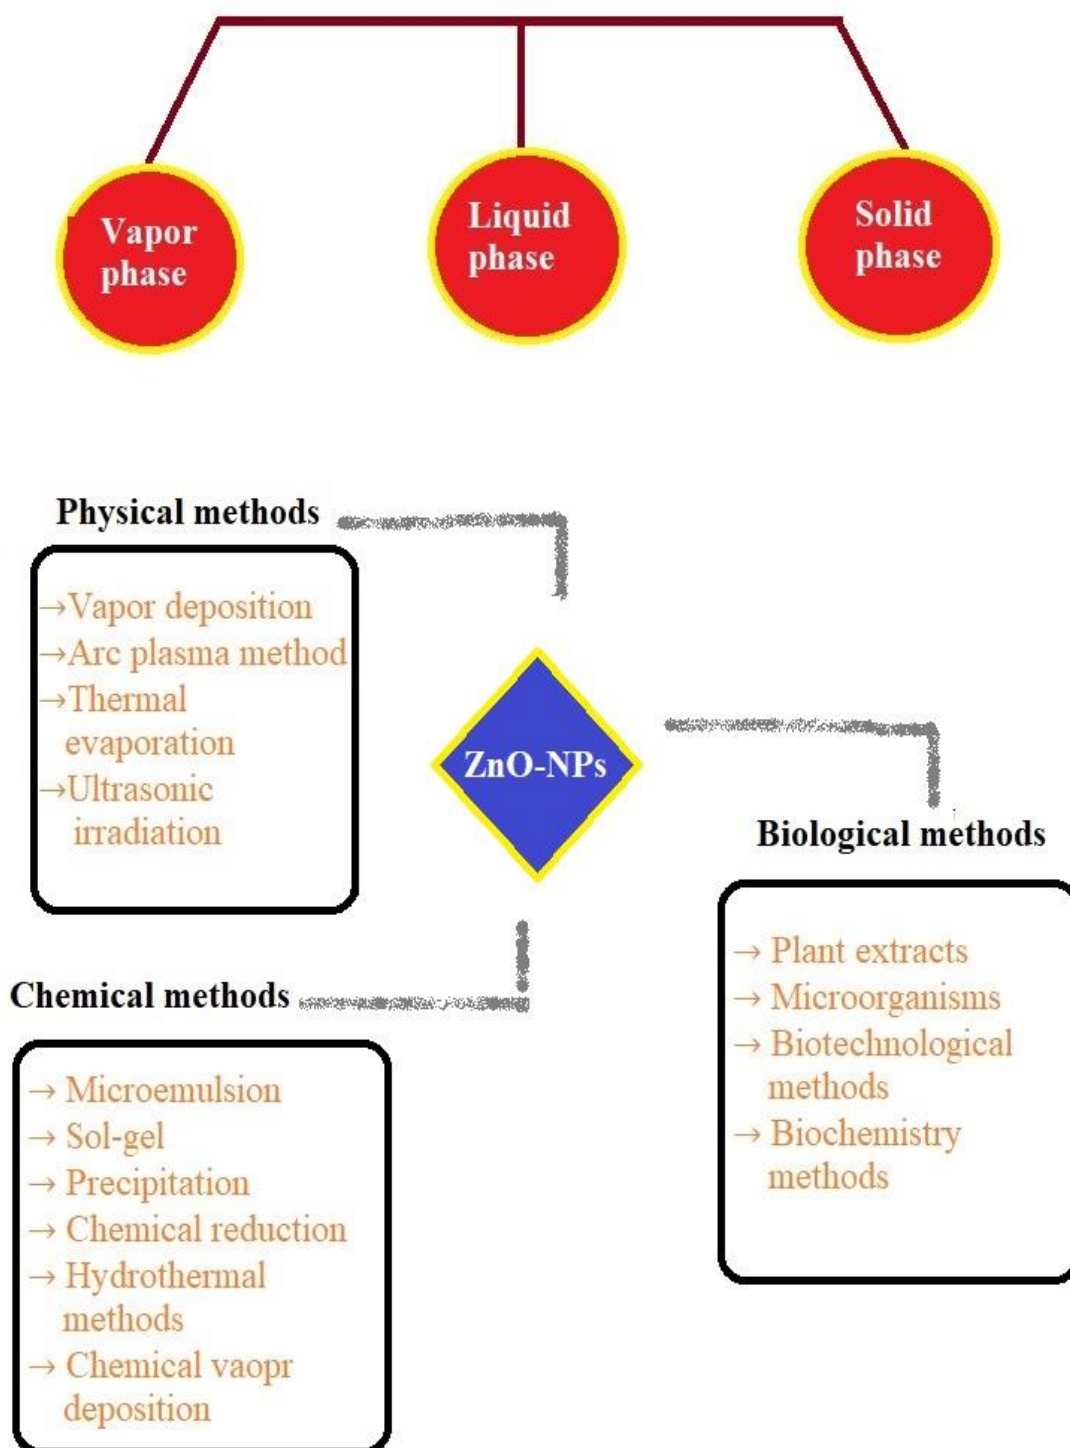 Vapor
phase
Liquid
phase
Solid
phase
Physical methods
→Vapor deposition
→Arc plasma method
→Thermal
evaporation
→Ultrasonic
irradiation
ZnO-NPs
Biological methods
→ Plant extracts
→ Microorganisms
→ Biotechnological
methods
→ Biochemistry
methods
Chemical methods
→ Microemulsion
→ Sol-gel
→ Precipitation
→ Chemical reduction
→ Hydrothermal
methods
→ Chemical vaopr
deposition